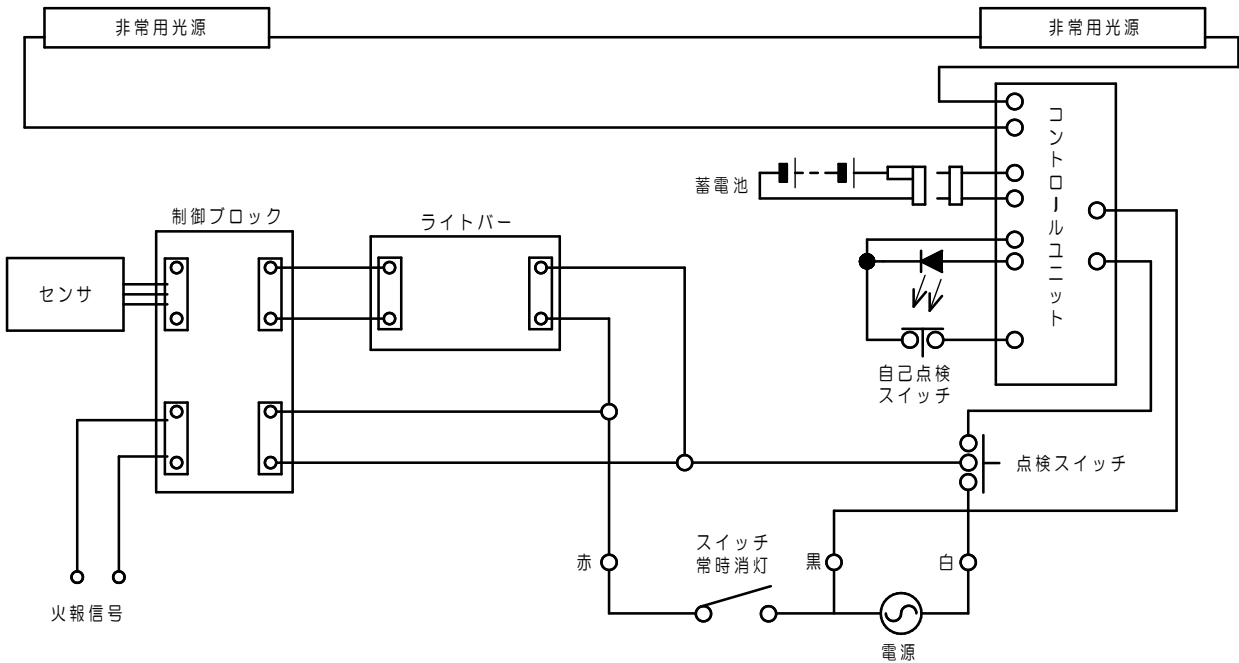 非常用光源
非常用光源
コントロールユニット
蓄電池
制御ブロック
ライトバー
センサ
自己点検
スイッチ
点検スイッチ
スイッチ
常時消灯
赤
黒
白
火報信号
電源